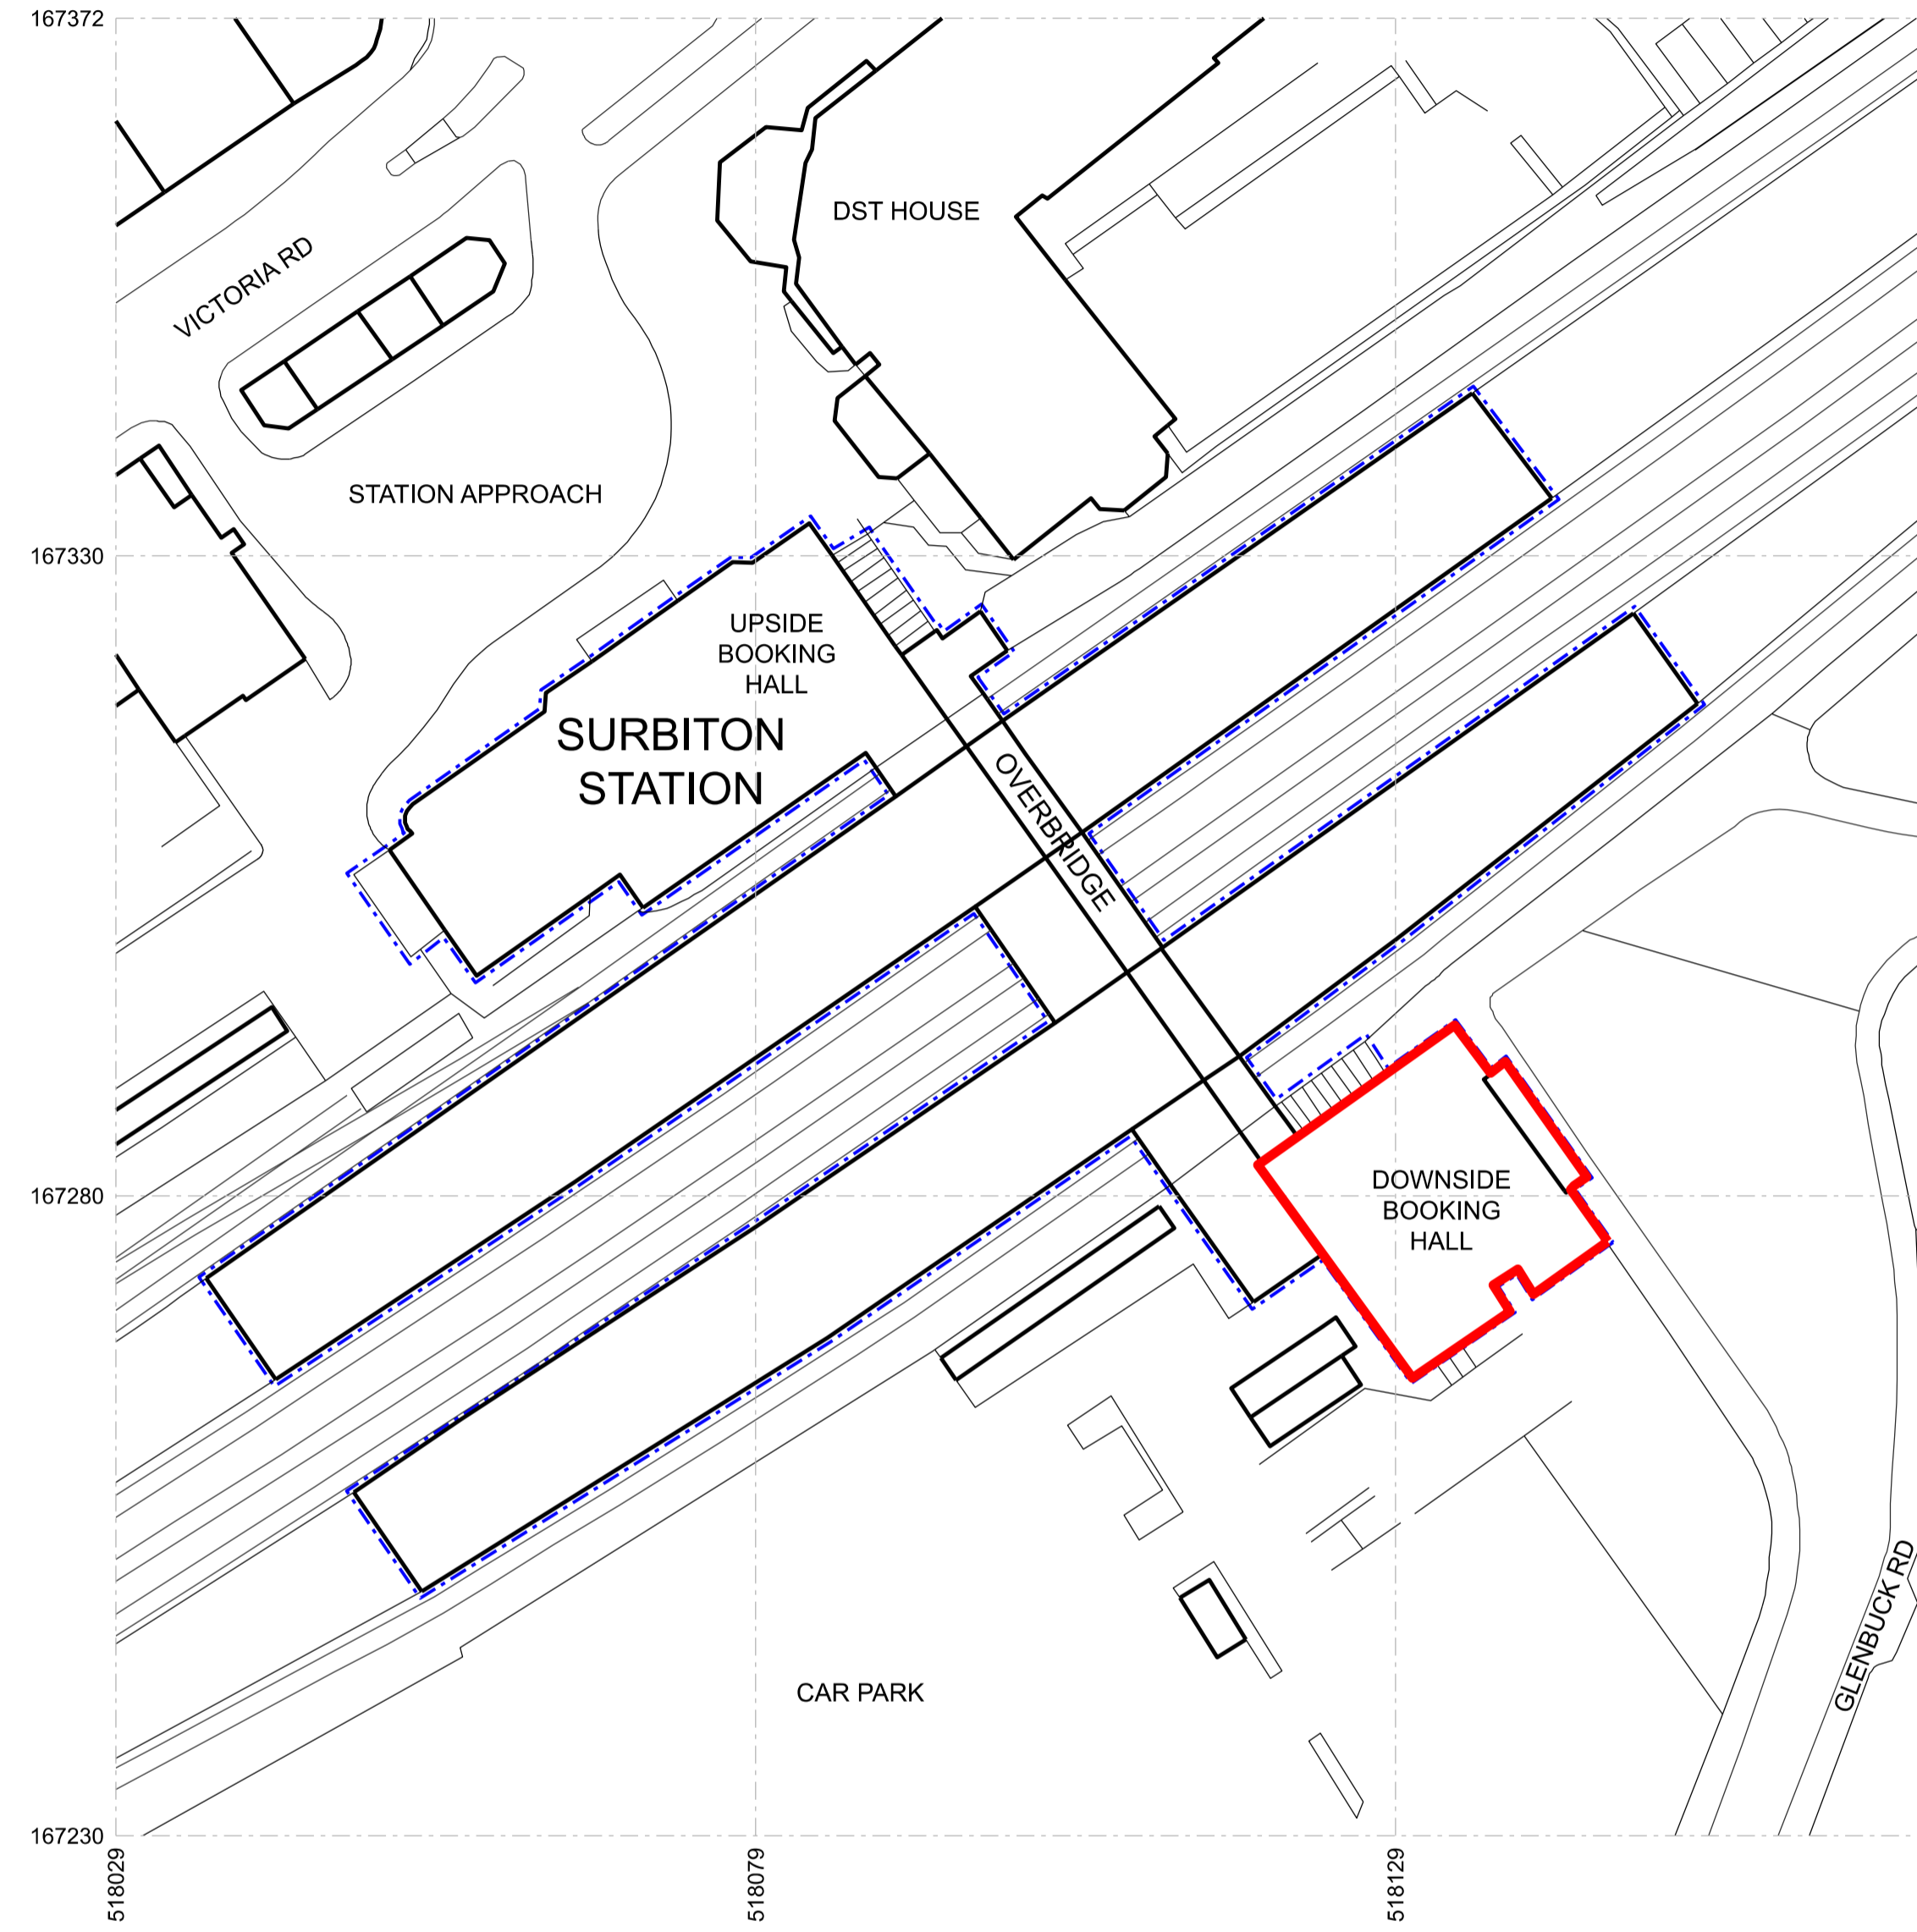 167372
DST HOUSE
VICTORIA RD
STATION APPROACH
167330
UPSIDE
BOOKING
HALL
SURBITON
STATION
OVERBRIDGE
167280
DOWNSIDE
BOOKING
HALL
GLENBUCK RD
CAR PARK
167230
518029
518079
518129